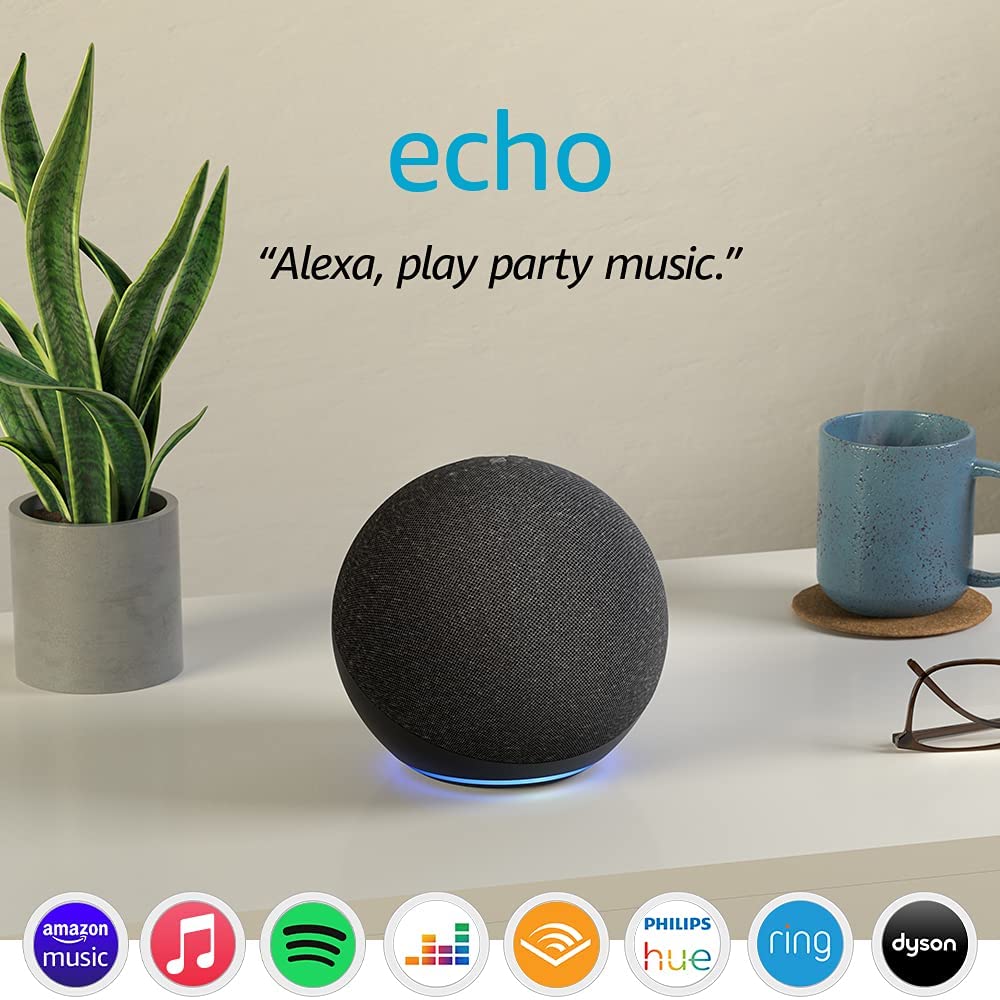 echo
“Alexa, play party music.”
amazon
music
PHILIPS
hue
ring
dyson